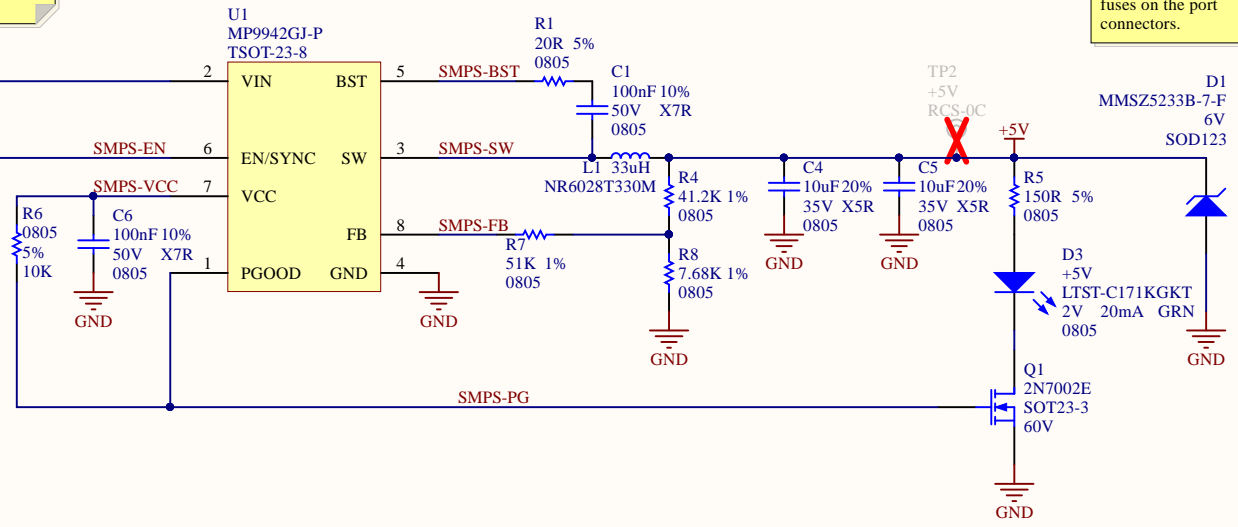 fuses on the port
connectors.
U1
MP9942GJ-P
TSOT-23-8
2 VIN
BST 5
SMPS-BST
R1
20R 5%
0805
C1
100nF 10%
50V X7R
0805
SMPS-EN
6 EN/SYNC
SW 3
SMPS-SW
L1 33uH
NR6028T330M
SMPS-VCC
7 VCC
R6
0805
5%
10K
C6
100nF 10%
50V X7R
0805
GND
FB 8
SMPS-FB
R7
51K 1%
0805
1 PGOOD
GND 4
GND
R4
41.2K 1%
0805
R8
7.68K 1%
0805
GND
C4
10uF 20%
35V X5R
0805
GND
C5
10uF 20%
35V X5R
0805
GND
TP2
+5V
RCS-0C
+5V
R5
150R 5%
0805
D1
MMSZ5233B-7-F
6V
SOD123
GND
D3
+5V
LTST-C171KGKT
2V 20mA GRN
0805
SMPS-PG
Q1
2N7002E
SOT23-3
60V
GND